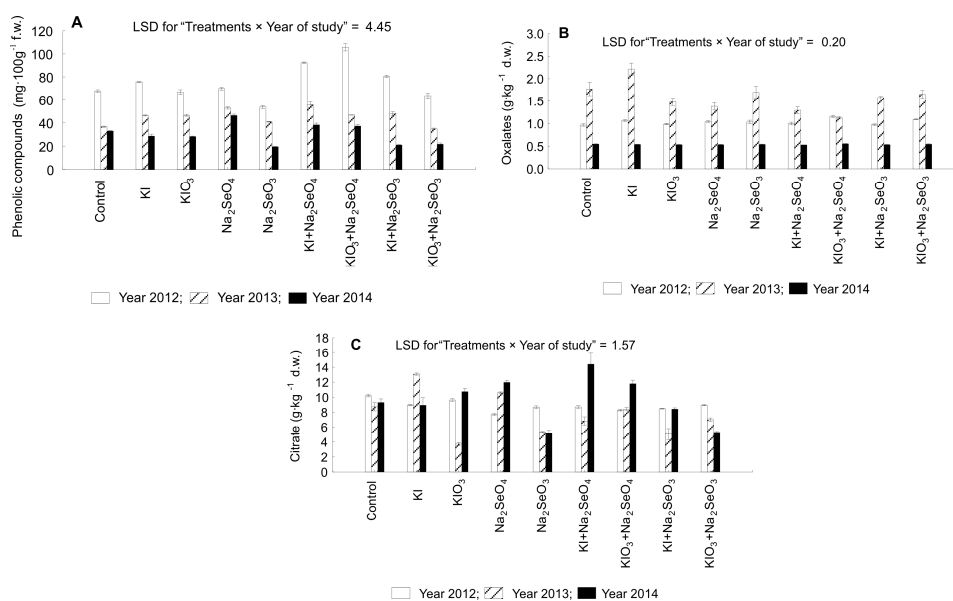 A
LSD for “Treatments × Year of study” = 4.45
Phenolic compounds (mg·100g⁻¹ f.w.)
120
100
80
60
40
20
0
Control
KI
KIO₃
Na₂SeO₄
Na₂SeO₃
KI+Na₂SeO₄
KIO₃+Na₂SeO₄
KI+Na₂SeO₃
KIO₃+Na₂SeO₃
Year 2012; Year 2013; Year 2014
B
LSD for“Treatments × Year of study” = 0.20
Oxalates (g·kg⁻¹ d.w.)
3.0
2.5
2.0
1.5
1.0
0.5
0.0
Control
KI
KIO₃
Na₂SeO₄
Na₂SeO₃
KI+Na₂SeO₄
KIO₃+Na₂SeO₄
KI+Na₂SeO₃
KIO₃+Na₂SeO₃
Year 2012; Year 2013; Year 2014
C
LSD for“Treatments × Year of study” = 1.57
Citrale (g·kg⁻¹ d.w.)
18
16
14
12
10
8
6
4
2
0
Control
KI
KIO₃
Na₂SeO₄
Na₂SeO₃
KI+Na₂SeO₄
KIO₃+Na₂SeO₄
KI+Na₂SeO₃
KIO₃+Na₂SeO₃
Year 2012; Year 2013; Year 2014